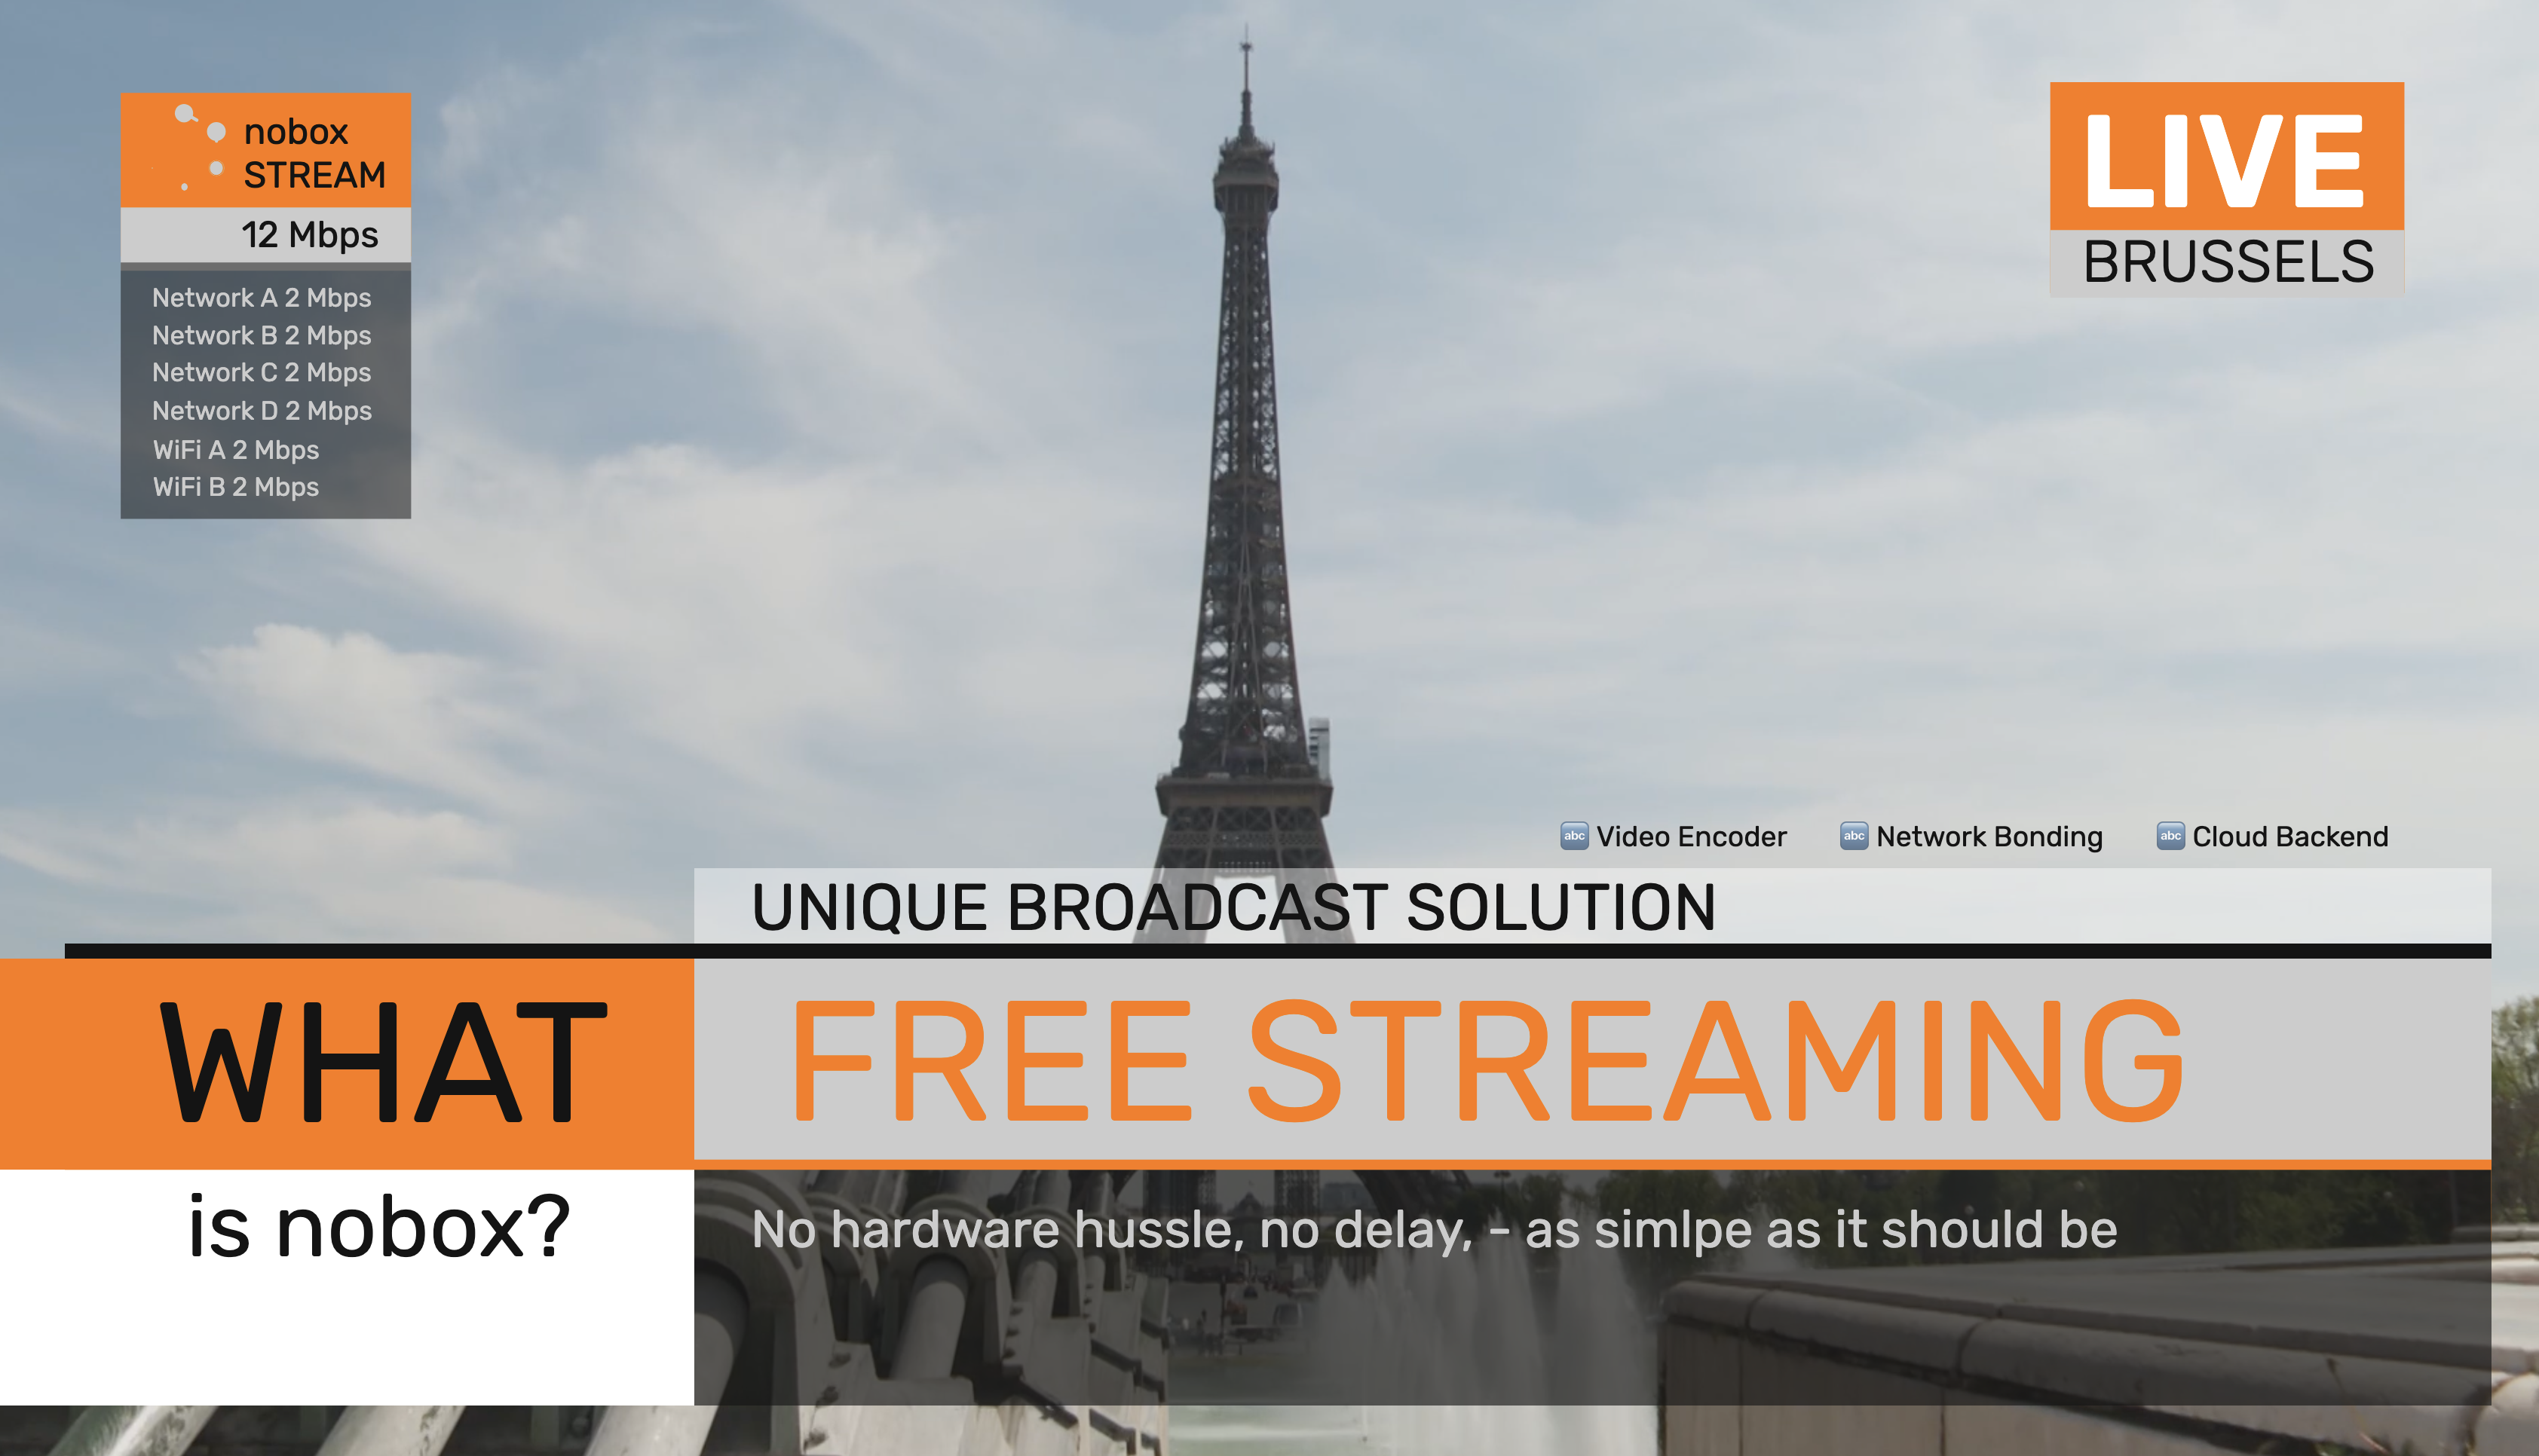 nobox
STREAM
12 Mbps
Network A 2 Mbps
Network B 2 Mbps
Network C 2 Mbps
Network D 2 Mbps
WiFi A 2 Mbps
WiFi B 2 Mbps
LIVE
BRUSSELS
abc Video Encoder abc Network Bonding abc Cloud Backend
UNIQUE BROADCAST SOLUTION
WHAT
is nobox?
FREE STREAMING
No hardware hussle, no delay, - as simlpe as it should be